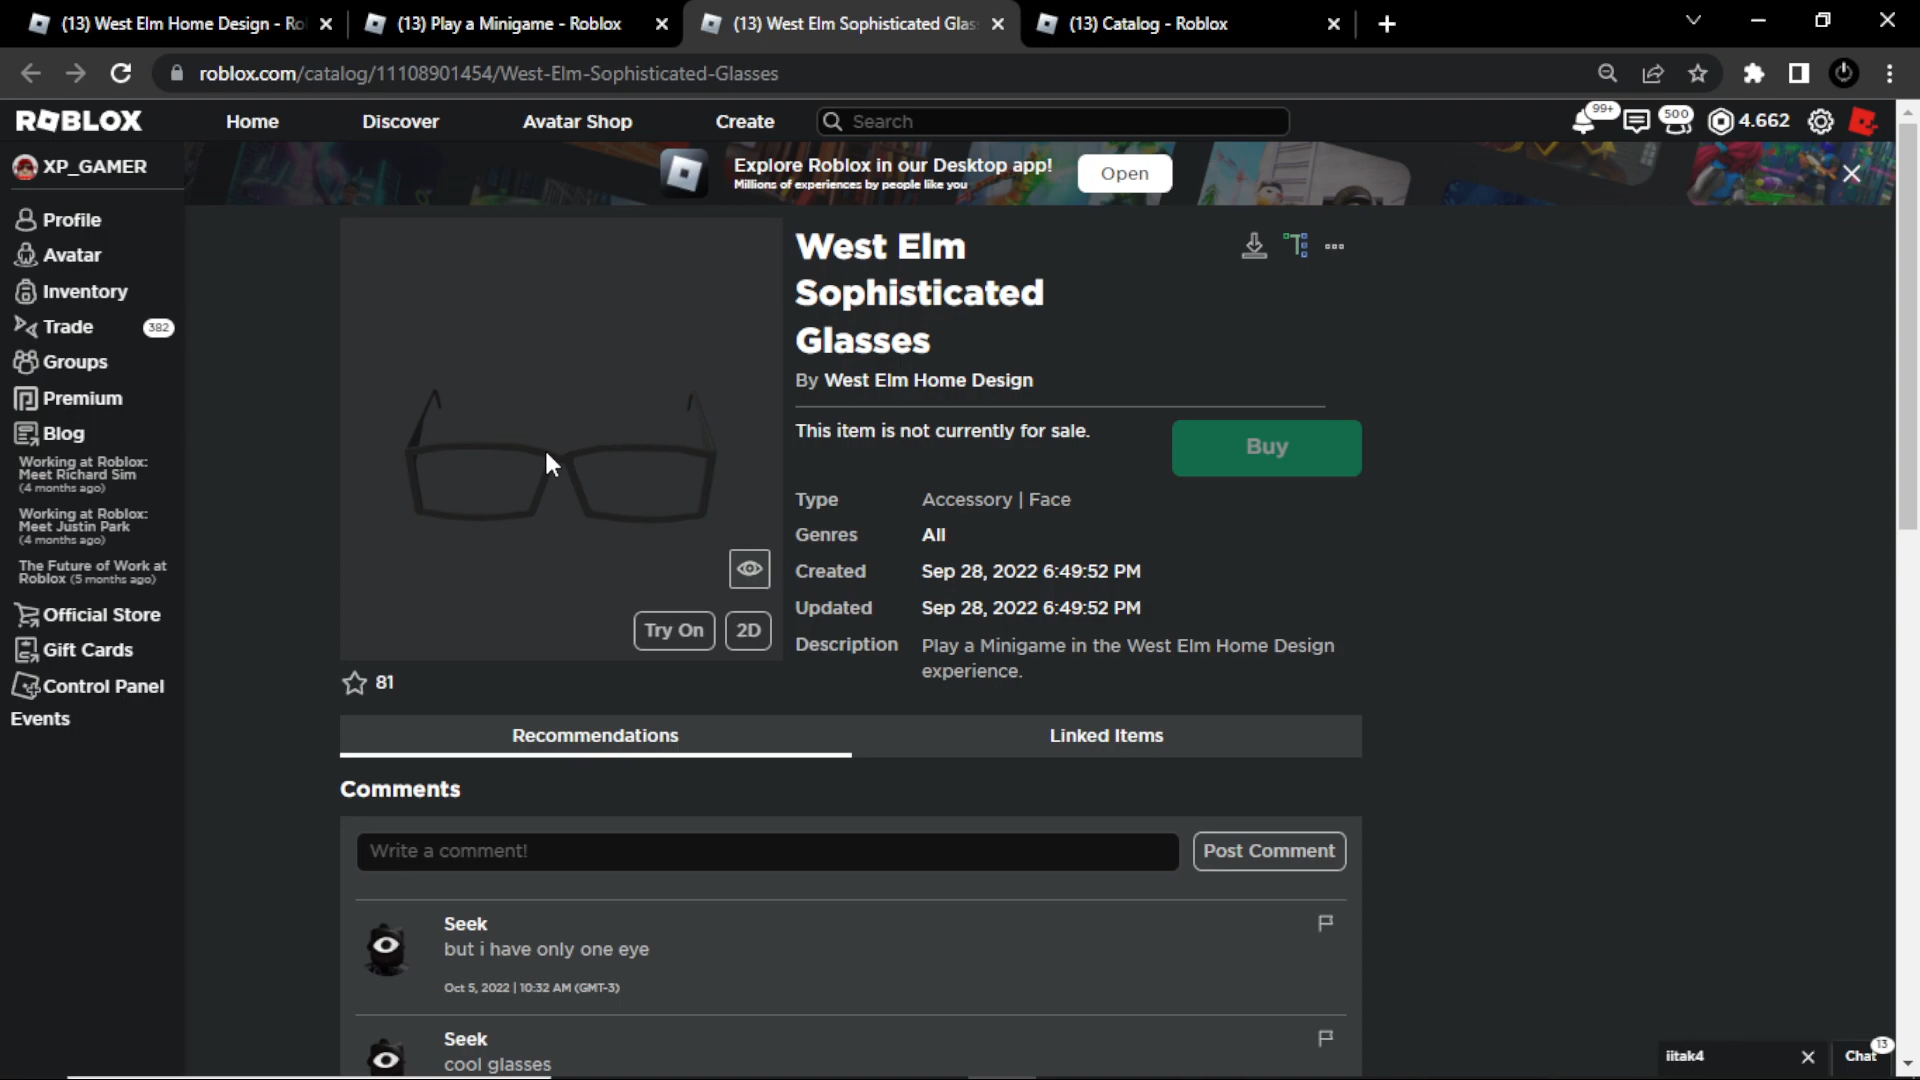 (13) West Elm Home Design - Ro
(13) Play a Minigame - Roblox
(13) West Elm Sophisticated Glas
(13) Catalog - Roblox
roblox.com/catalog/11108901454/West-Elm-Sophisticated-Glasses
ROBLOX
Home
Discover
Avatar Shop
Create
Search
99+
500
4.662
XP_GAMER
Explore Roblox in our Desktop app!
Millions of experiences by people like you
Open
Profile
Avatar
Inventory
Trade
382
Groups
Premium
Blog
Working at Roblox:
Meet Richard Sim
(4 months ago)
Working at Roblox:
Meet Justin Park
(4 months ago)
The Future of Work at
Roblox (5 months ago)
Official Store
Gift Cards
Control Panel
Events
West Elm
Sophisticated
Glasses
By West Elm Home Design
This item is not currently for sale.
Buy
Type Accessory | Face
Genres All
Created Sep 28, 2022 6:49:52 PM
Updated Sep 28, 2022 6:49:52 PM
Description Play a Minigame in the West Elm Home Design
experience.
Try On
2D
81
Recommendations
Linked Items
Comments
Write a comment!
Post Comment
Seek
but i have only one eye
Oct 5, 2022 | 10:32 AM (GMT-3)
Seek
cool glasses
iitak4
Chat
13